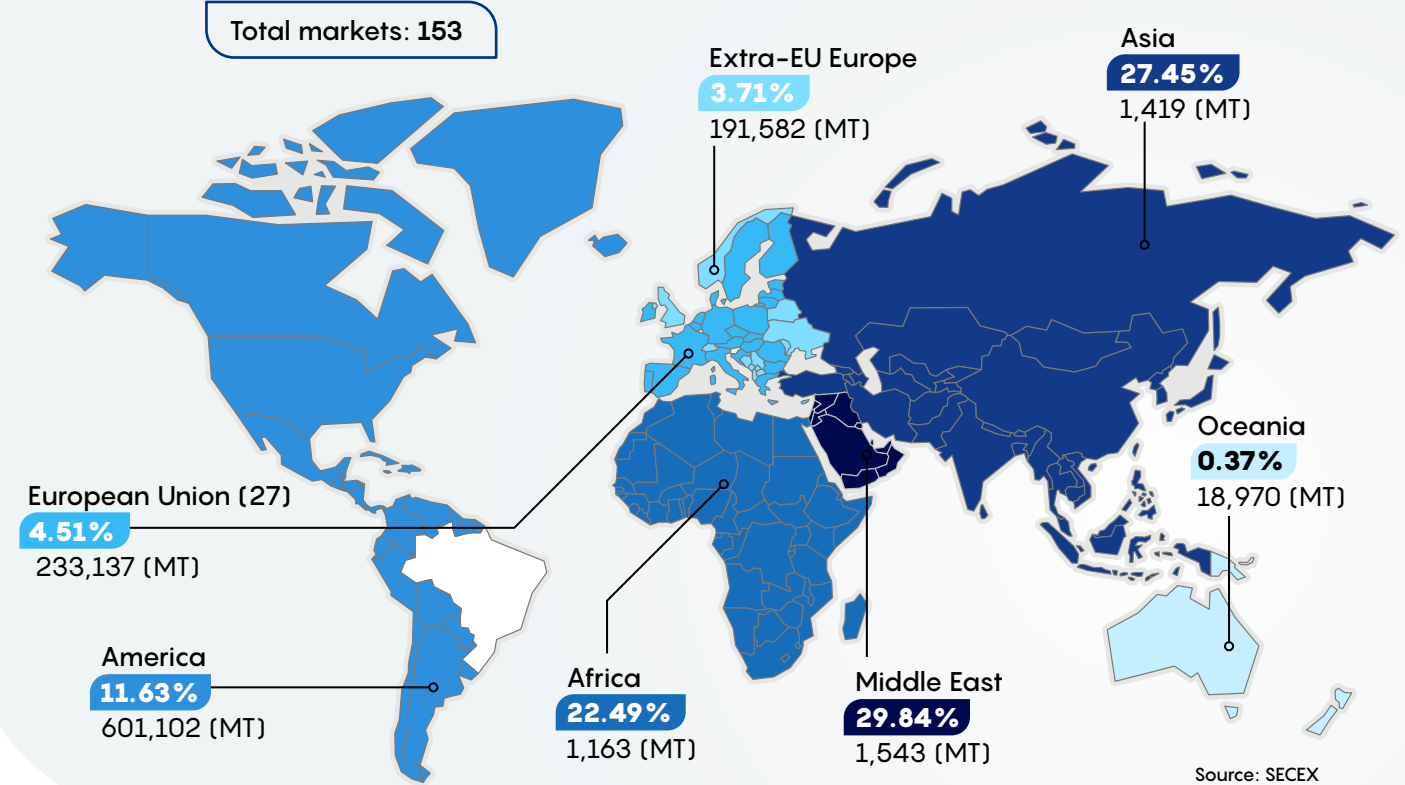 Total markets: 153
Extra-EU Europe
3.71%
191,582 (MT)
Asia
27.45%
1,419 (MT)
Oceania
0.37%
18,970 (MT)
European Union (27)
4.51%
233,137 (MT)
America
11.63%
601,102 (MT)
Africa
22.49%
1,163 (MT)
Middle East
29.84%
1,543 (MT)
Source: SECEX